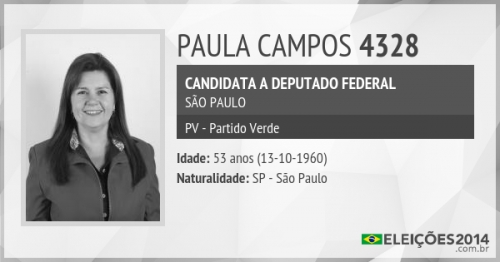 PAULA CAMPOS 4328
CANDIDATA A DEPUTADO FEDERAL
SÃO PAULO
PV - Partido Verde
Idade: 53 anos (13-10-1960)
Naturalidade: SP - São Paulo
ELEIÇÕES2014
.com.br